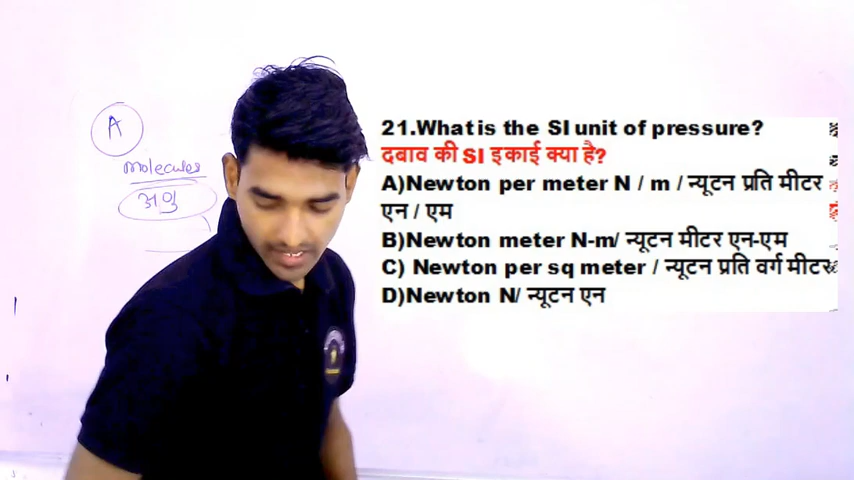 A
molecules
अणु
21.What is the SI unit of pressure?
दबाव की SI इकाई क्या है?
A)Newton per meter N / m / न्यूटन प्रति मीटर
एन / एम
B)Newton meter N-m/ न्यूटन मीटर एन-एम
C) Newton per sq meter / न्यूटन प्रति वर्ग मीटर
D)Newton N/ न्यूटन एन